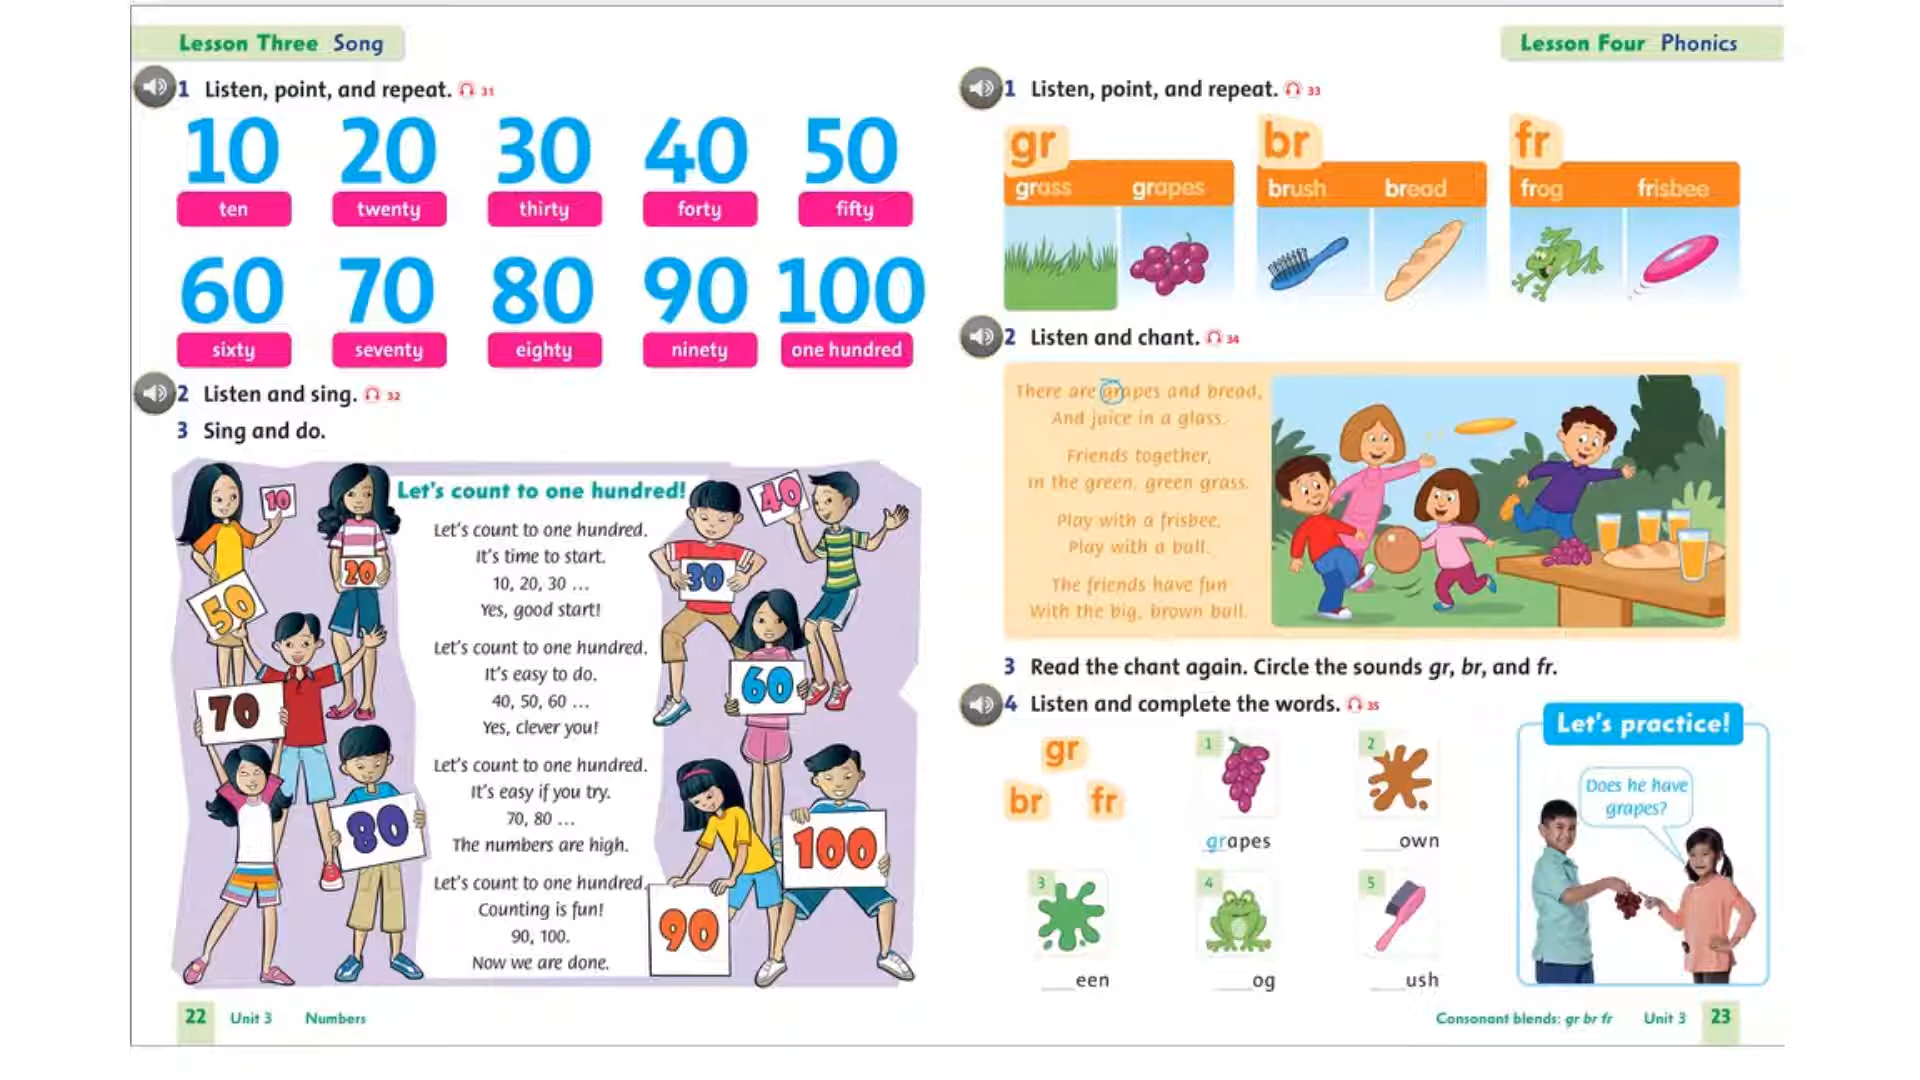 Lesson Three Song
1 Listen, point, and repeat. 31
10 20 30 40 50
ten twenty thirty forty fifty
60 70 80 90 100
sixty seventy eighty ninety one hundred
2 Listen and sing. 32
3 Sing and do.
Let's count to one hundred!
Let's count to one hundred.
It's time to start.
10, 20, 30 ...
Yes, good start!
Let's count to one hundred.
It's easy to do.
40, 50, 60 ...
Yes, clever you!
Let's count to one hundred.
It's easy if you try.
70, 80 ...
The numbers are high.
Let's count to one hundred.
Counting is fun!
90, 100.
Now we are done.
10
20
50
70
80
30
40
60
100
90
22 Unit 3 Numbers
Lesson Four Phonics
1 Listen, point, and repeat. 33
gr br fr
grass grapes brush bread frog frisbee
2 Listen and chant. 34
There are grapes and bread,
And juice in a glass.
Friends together,
In the green, green grass.
Play with a frisbee,
Play with a ball.
The friends have fun
With the big, brown ball.
3 Read the chant again. Circle the sounds gr, br, and fr.
4 Listen and complete the words. 35
gr
br fr
1 2
grapes ___own
3 4 5
___een ___og ___ush
Let's practice!
Does he have
grapes?
Consonant blends: gr br fr Unit 3 23